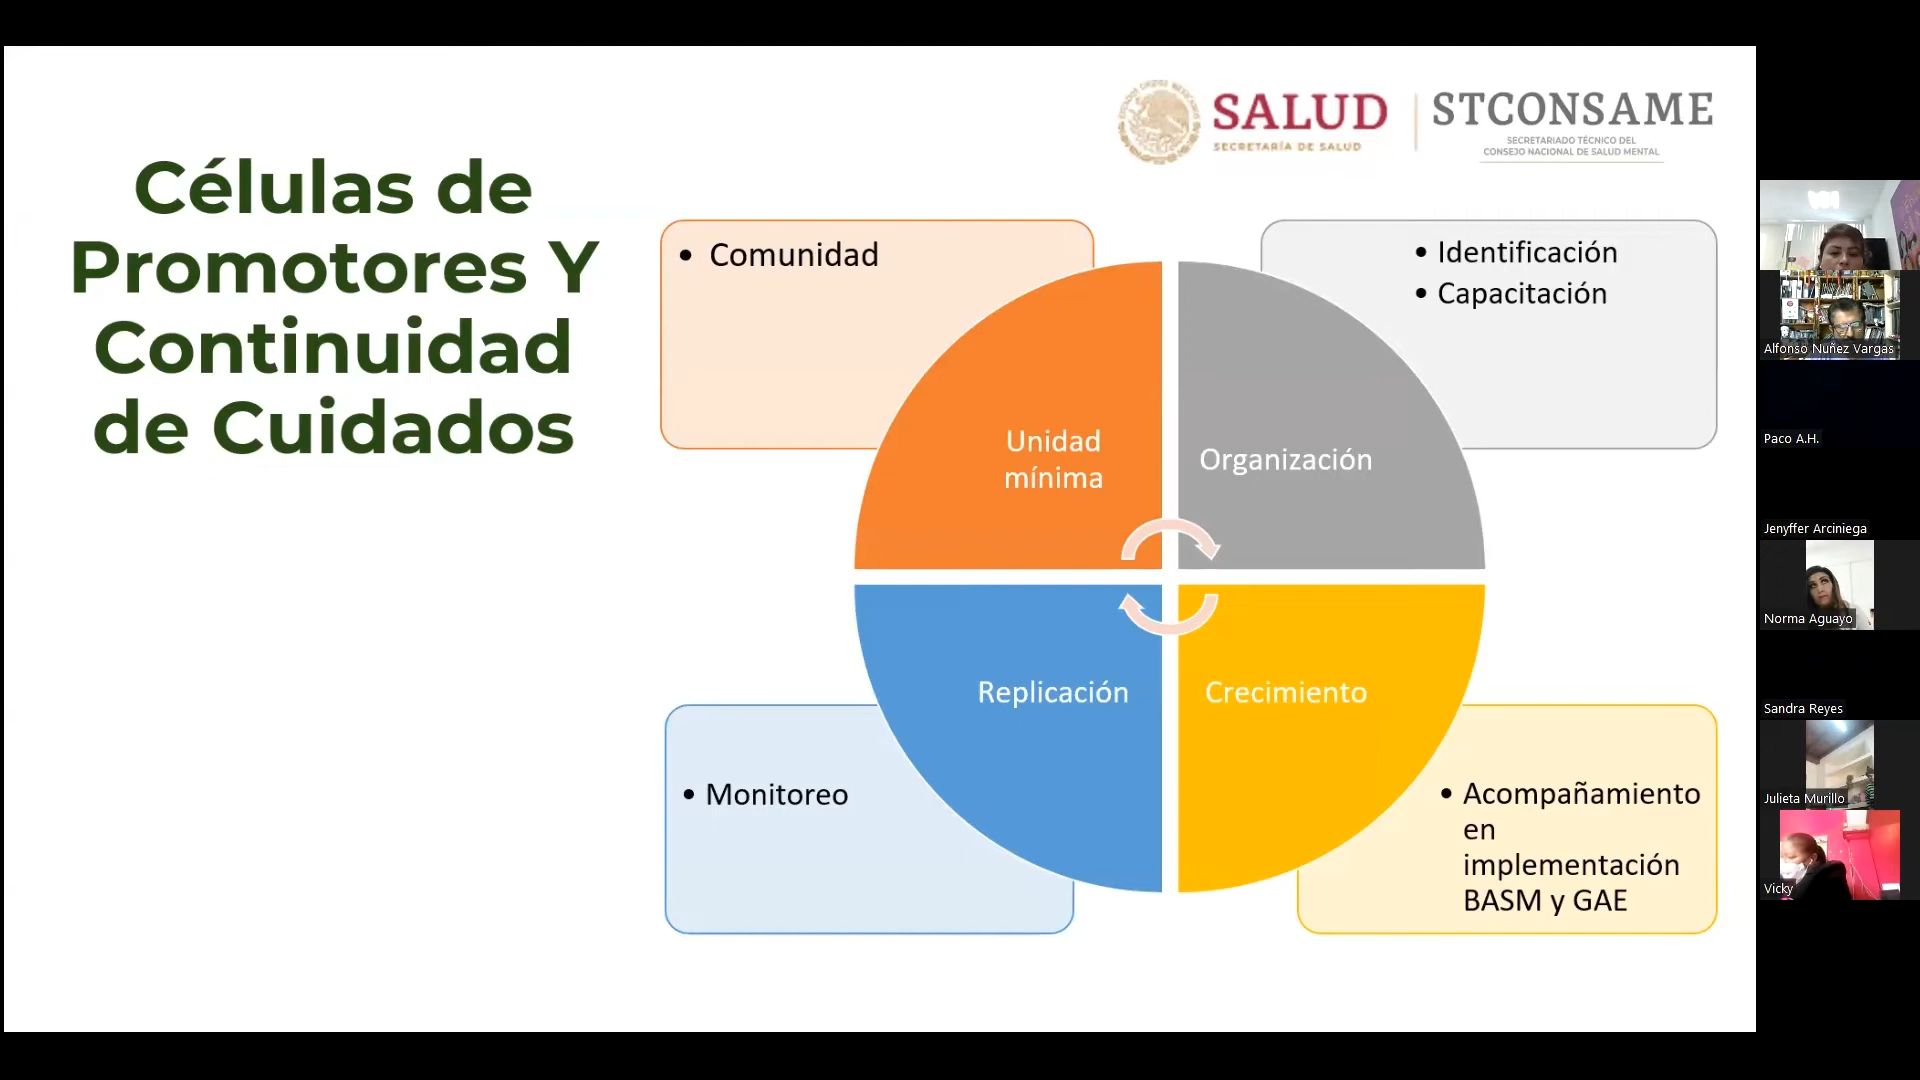 SALUD
SECRETARÍA DE SALUD
STCONSAME
SECRETARIADO TÉCNICO DEL
CONSEJO NACIONAL DE SALUD MENTAL
Células de
Promotores Y
Continuidad
de Cuidados
• Comunidad
• Identificación
• Capacitación
Unidad
mínima
Organización
Replicación
Crecimiento
• Monitoreo
• Acompañamiento
en
implementación
BASM y GAE
Alfonso Nuñez Vargas
Paco A.H.
Jenyffer Arciniega
Norma Aguayo
Sandra Reyes
Julieta Murillo
Vicky